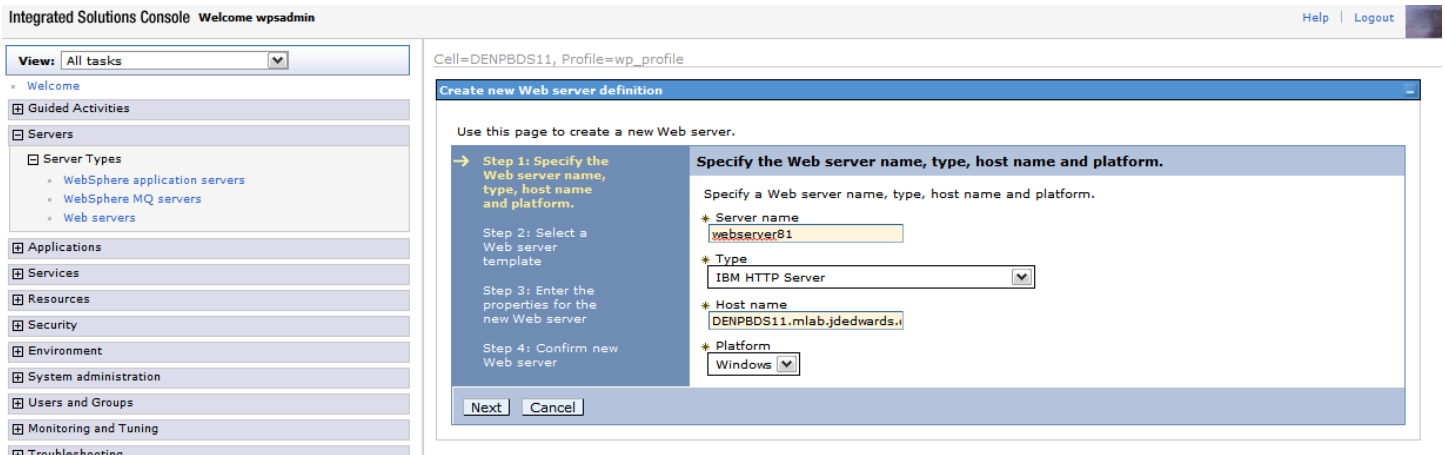 Integrated Solutions Console Welcome wpsadmin
Help | Logout
View: All tasks
Welcome
Guided Activities
Servers
Server Types
WebSphere application servers
WebSphere MQ servers
Web servers
Applications
Services
Resources
Security
Environment
System administration
Users and Groups
Monitoring and Tuning
Troubleshooting
Cell=DENPBDS11, Profile=wp_profile
Create new Web server definition
Use this page to create a new Web server.
Step 1: Specify the
Web server name,
type, host name
and platform.
Step 2: Select a
Web server
template
Step 3: Enter the
properties for the
new Web server
Step 4: Confirm new
Web server
Specify the Web server name, type, host name and platform.
Specify a Web server name, type, host name and platform.
Server name
webserver81
Type
IBM HTTP Server
Host name
DENPBDS11.mlab.jdedwards.
Platform
Windows
Next Cancel